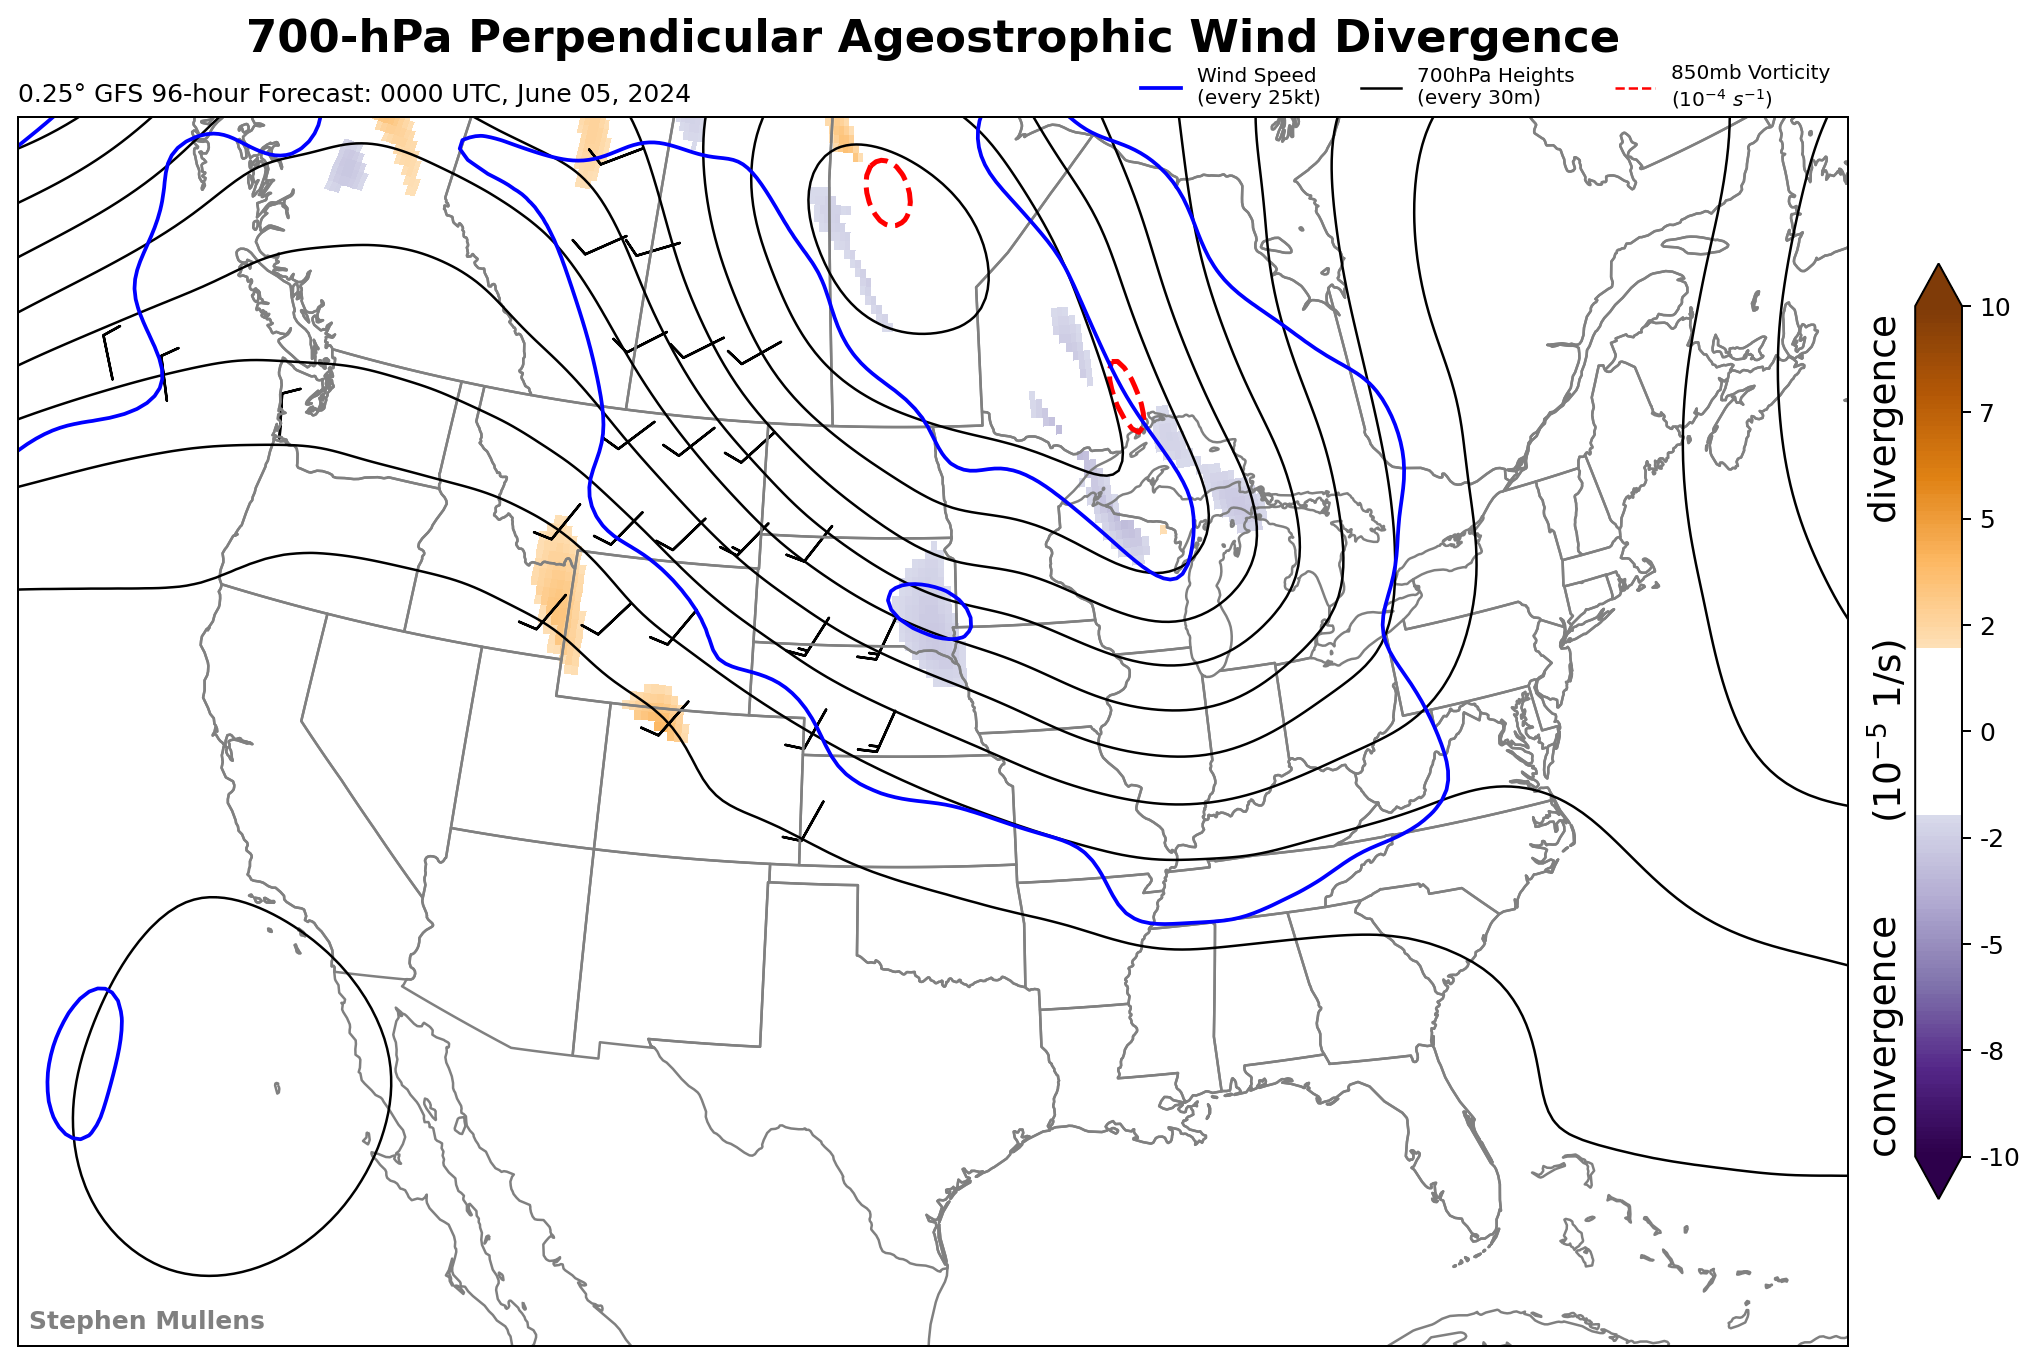 700-hPa Perpendicular Ageostrophic Wind Divergence
0.25° GFS 96-hour Forecast: 0000 UTC, June 05, 2024
Wind Speed
(every 25kt)
700hPa Heights
(every 30m)
850mb Vorticity
(10⁻⁴ s⁻¹)
10
7
5
2
0
-2
-5
-8
-10
convergence (10⁻⁵ 1/s) divergence
Stephen Mullens